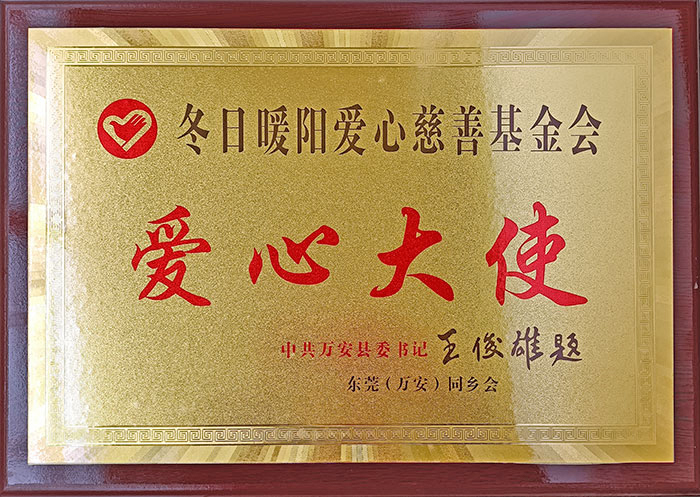 冬日暖阳爱心慈善基金会
爱心大使
中共万安县委书记 王俊雄题
东莞(万安)同乡会